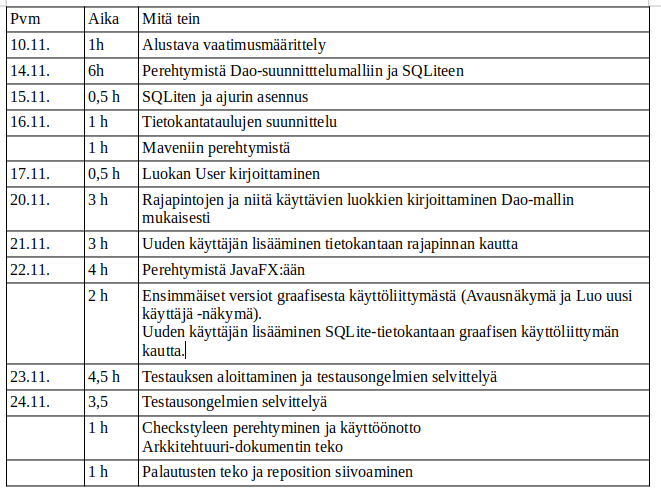 Pvm Aika Mitä tein
10.11. 1h Alustava vaatimusmäärittely
14.11. 6h Perehtymistä Dao-suunnitttelumalliin ja SQLiteen
15.11. 0,5 h SQLiten ja ajurin asennus
16.11. 1 h Tietokantataulujen suunnittelu
1 h Maveniin perehtymistä
17.11. 0,5 h Luokan User kirjoittaminen
20.11. 3 h Rajapintojen ja niitä käyttävien luokkien kirjoittaminen Dao-mallin
mukaisesti
21.11. 3 h Uuden käyttäjän lisääminen tietokantaan rajapinnan kautta
22.11. 4 h Perehtymistä JavaFX:ään
2 h Ensimmäiset versiot graafisesta käyttöliittymästä (Avausnäkymä ja Luo uusi
käyttäjä -näkymä).
Uuden käyttäjän lisääminen SQLite-tietokantaan graafisen käyttöliittymän
kautta.
23.11. 4,5 h Testauksen aloittaminen ja testausongelmien selvittelyä
24.11. 3,5 Testausongelmien selvittelyä
1 h Checkstyleen perehtyminen ja käyttöönotto
Arkkitehtuuri-dokumentin teko
1 h Palautusten teko ja reposition siivoaminen